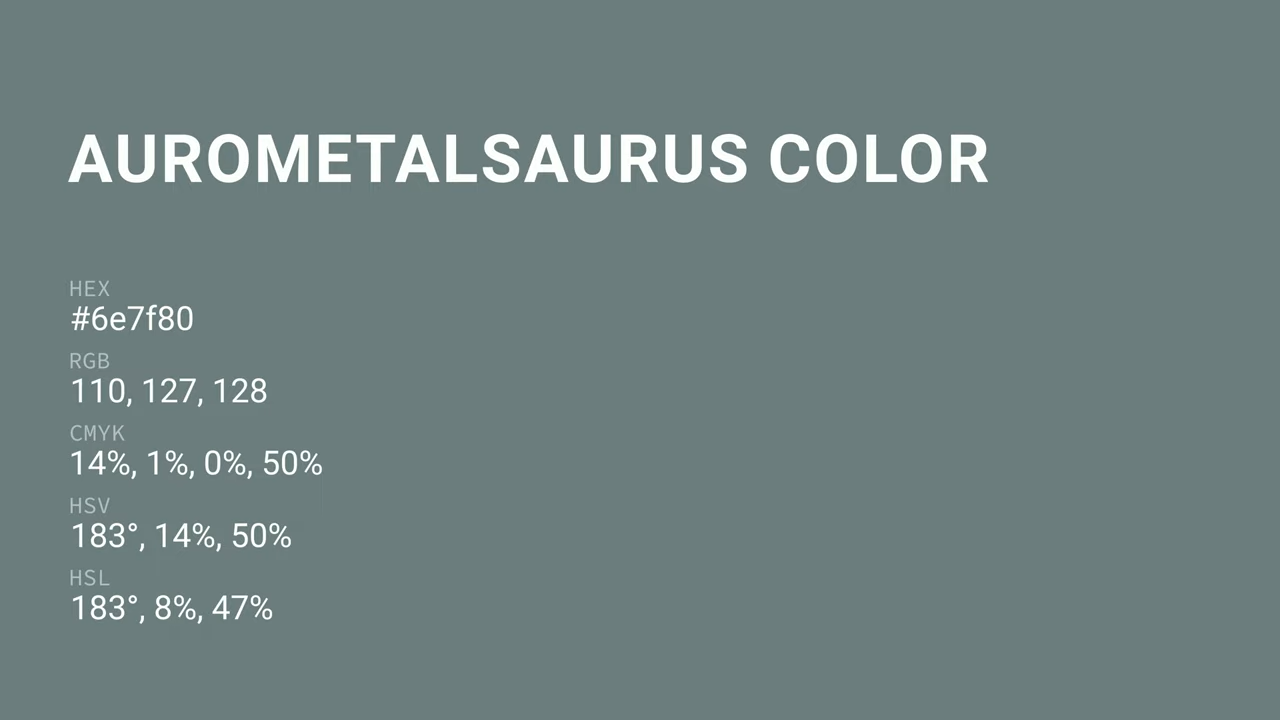 AUROMETALSAURUS COLOR
HEX
#6e7f80
RGB
110, 127, 128
CMYK
14%, 1%, 0%, 50%
HSV
183°, 14%, 50%
HSL
183°, 8%, 47%